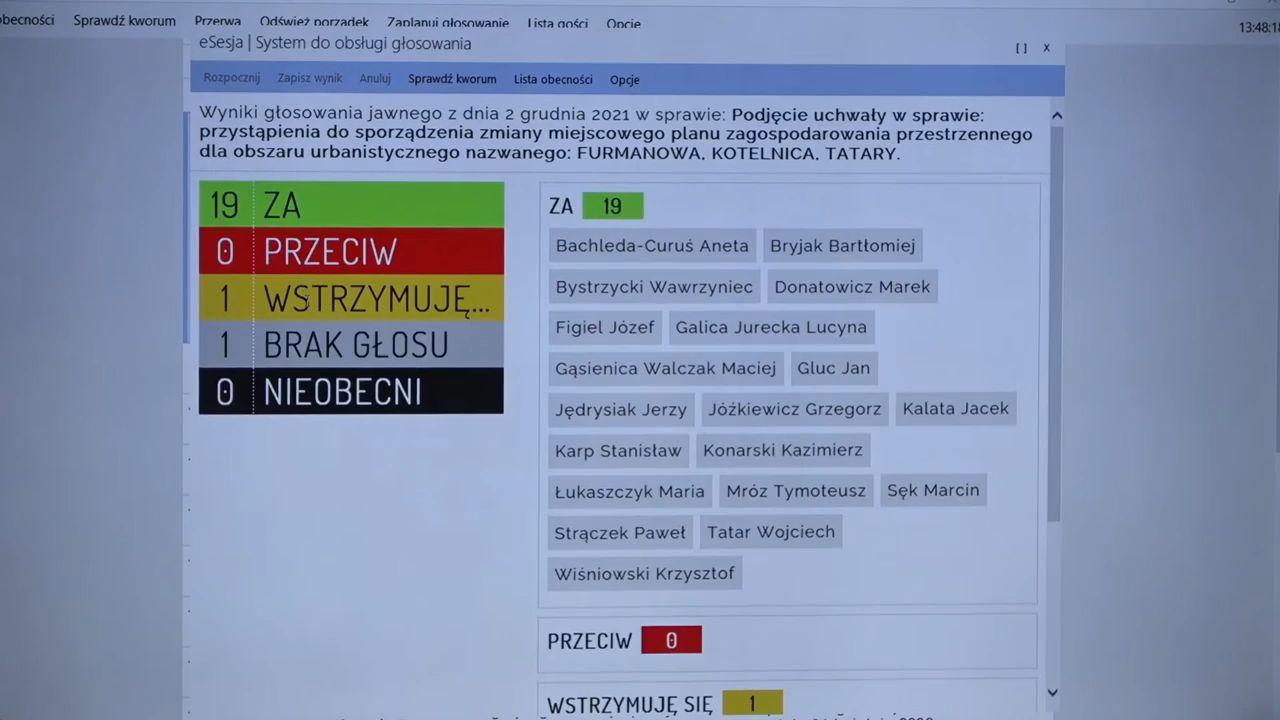 obecności Sprawdź kworum Przerwa Odśwież porządek Zaplanuj głosowanie Lista gości Opcje
13:48:18
eSesja | System do obsługi głosowania
[ ] X
Rozpocznij Zapisz wynik Anuluj Sprawdź kworum Lista obecności Opcje
Wyniki głosowania jawnego z dnia 2 grudnia 2021 w sprawie: Podjęcie uchwały w sprawie:
przystąpienia do sporządzenia zmiany miejscowego planu zagospodarowania przestrzennego
dla obszaru urbanistycznego nazwanego: FURMANOWA, KOTELNICA, TATARY.
19 ZA
0 PRZECIW
1 WSTRZYMUJĘ...
1 BRAK GŁOSU
0 NIEOBECNI
ZA 19
Bachleda-Curuś Aneta Bryjak Bartłomiej
Bystrzycki Wawrzyniec Donatowicz Marek
Figiel Józef Galica Jurecka Lucyna
Gąsienica Walczak Maciej Gluc Jan
Jędrysiak Jerzy Jóźkiewicz Grzegorz Kalata Jacek
Karp Stanisław Konarski Kazimierz
Łukaszczyk Maria Mróz Tymoteusz Sęk Marcin
Strączek Paweł Tatar Wojciech
Wiśniowski Krzysztof
PRZECIW 0
WSTRZYMUJĘ SIĘ 1